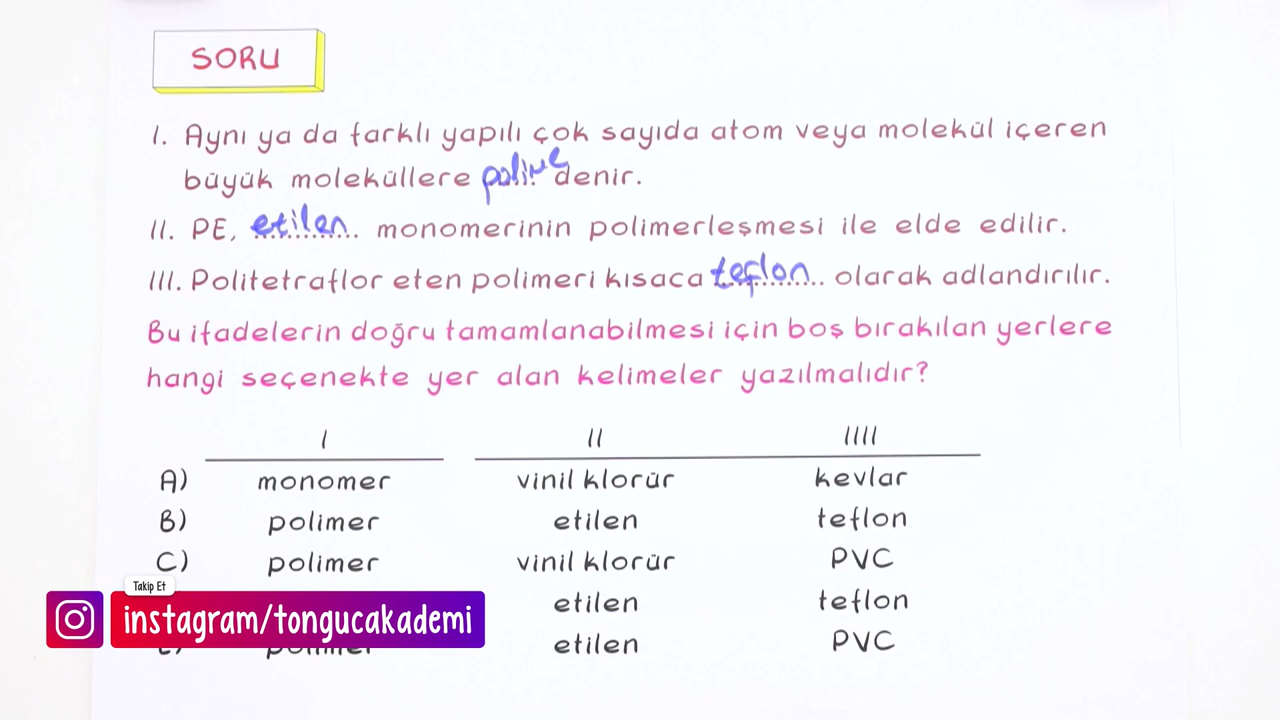 SORU
I. Aynı ya da farklı yapılı çok sayıda atom veya molekül içeren
büyük moleküllere polime denir.
II. PE, etilen monomerinin polimerleşmesi ile elde edilir.
III. Politetraflor eten polimeri kısaca teflon olarak adlandırılır.
Bu ifadelerin doğru tamamlanabilmesi için boş bırakılan yerlere
hangi seçenekte yer alan kelimeler yazılmalıdır?
I II IIII
A) monomer vinil klorür kevlar
B) polimer etilen teflon
C) polimer vinil klorür PVC
Takip Et
etilen teflon
instagram/tongucakademi
etilen PVC